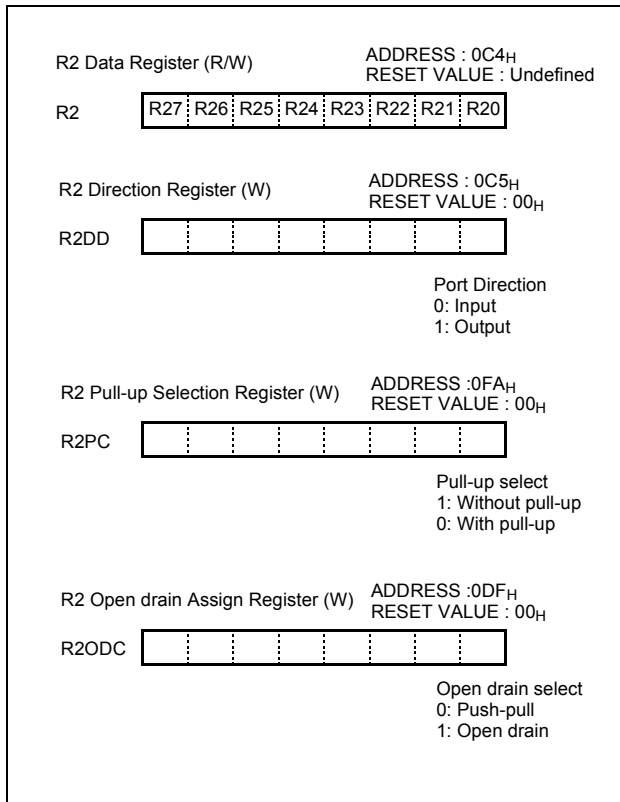 R2 Data Register (R/W)
ADDRESS : 0C4H
RESET VALUE : Undefined
R2
R27 R26 R25 R24 R23 R22 R21 R20
R2 Direction Register (W)
ADDRESS : 0C5H
RESET VALUE : 00H
R2DD
Port Direction
0: Input
1: Output
R2 Pull-up Selection Register (W)
ADDRESS :0FAH
RESET VALUE : 00H
R2PC
Pull-up select
1: Without pull-up
0: With pull-up
R2 Open drain Assign Register (W)
ADDRESS :0DFH
RESET VALUE : 00H
R2ODC
Open drain select
0: Push-pull
1: Open drain